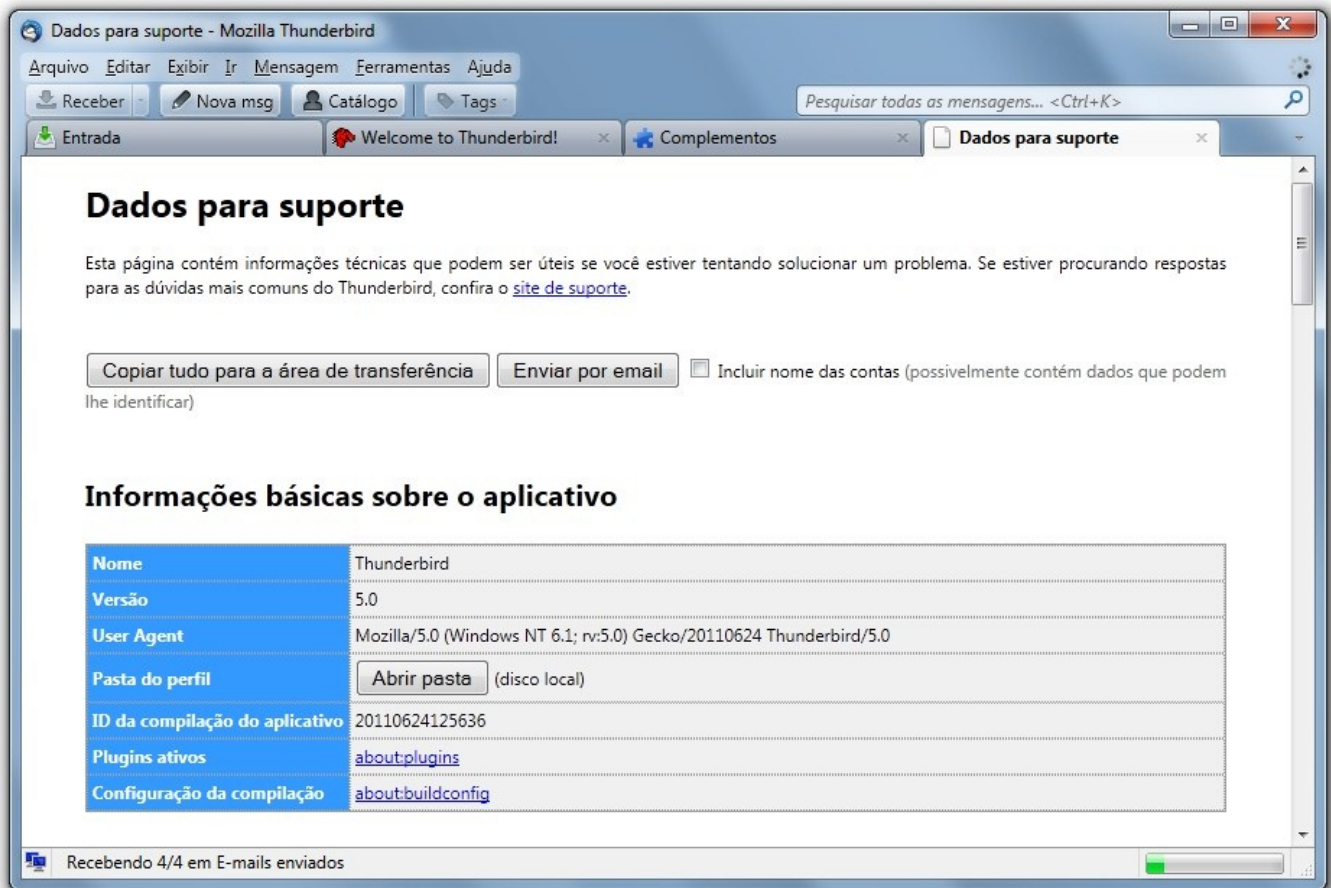 Dados para suporte - Mozilla Thunderbird
Arquivo Editar Exibir Ir Mensagem Ferramentas Ajuda
Receber Nova msg Catálogo Tags Pesquisar todas as mensagens... <Ctrl+K>
Entrada Welcome to Thunderbird! Complementos Dados para suporte
Dados para suporte
Esta página contém informações técnicas que podem ser úteis se você estiver tentando solucionar um problema. Se estiver procurando respostas
para as dúvidas mais comuns do Thunderbird, confira o site de suporte.
Copiar tudo para a área de transferência Enviar por email Incluir nome das contas (possivelmente contém dados que podem
lhe identificar)
Informações básicas sobre o aplicativo
Nome Thunderbird
Versão 5.0
User Agent Mozilla/5.0 (Windows NT 6.1; rv:5.0) Gecko/20110624 Thunderbird/5.0
Pasta do perfil Abrir pasta (disco local)
ID da compilação do aplicativo 20110624125636
Plugins ativos about:plugins
Configuração da compilação about:buildconfig
Recebendo 4/4 em E-mails enviados